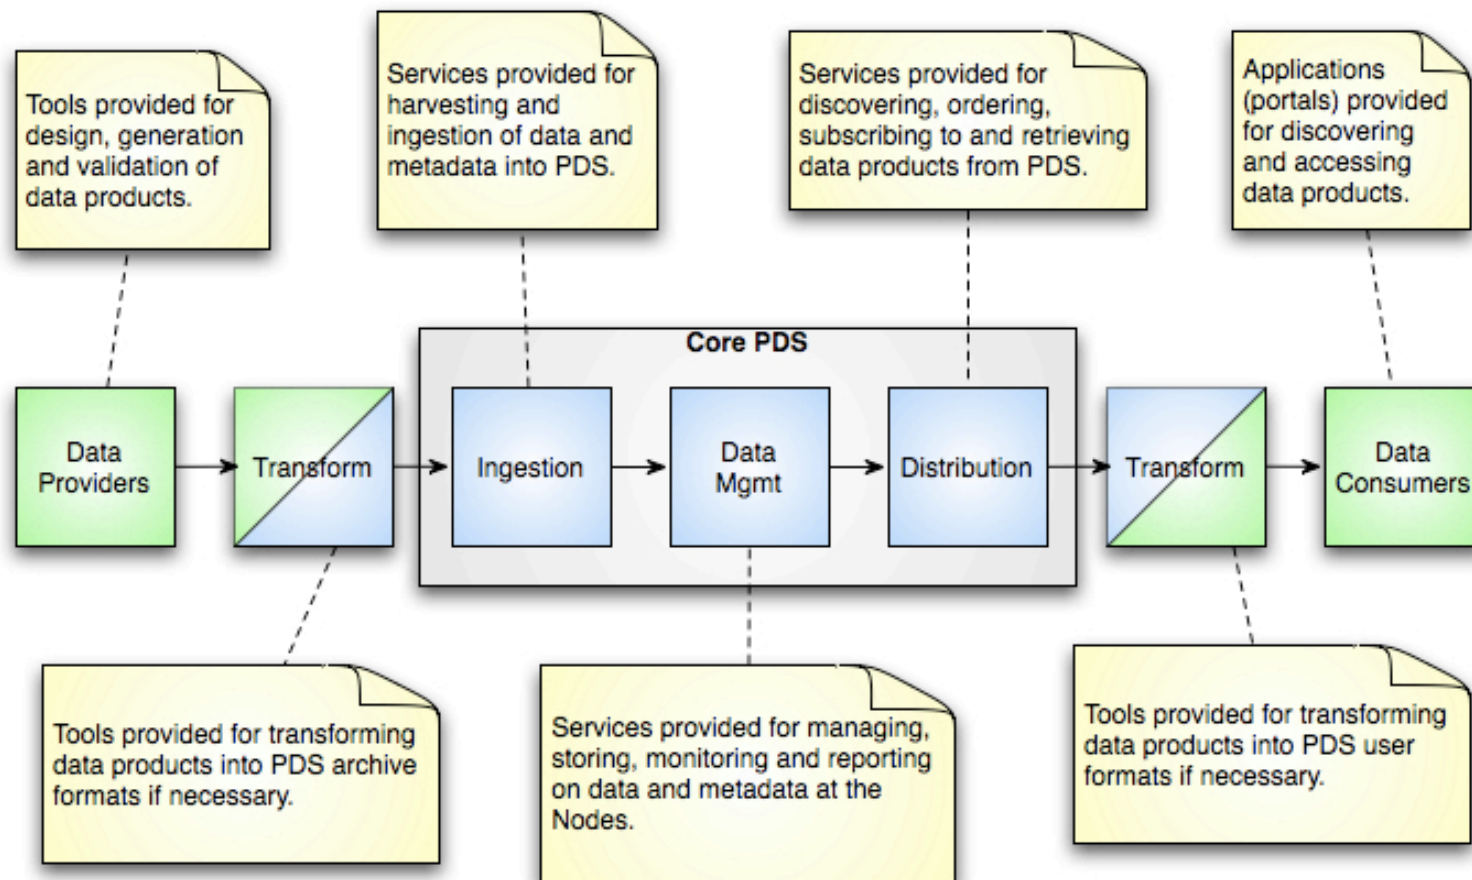 Tools provided for
design, generation
and validation of
data products.
Services provided for
harvesting and
ingestion of data and
metadata into PDS.
Services provided for
discovering, ordering,
subscribing to and retrieving
data products from PDS.
Applications
(portals) provided
for discovering
and accessing
data products.
Core PDS
Data
Providers
Transform
Ingestion
Data
Mgmt
Distribution
Transform
Data
Consumers
Tools provided for transforming
data products into PDS archive
formats if necessary.
Services provided for managing,
storing, monitoring and reporting
on data and metadata at the
Nodes.
Tools provided for transforming
data products into PDS user
formats if necessary.